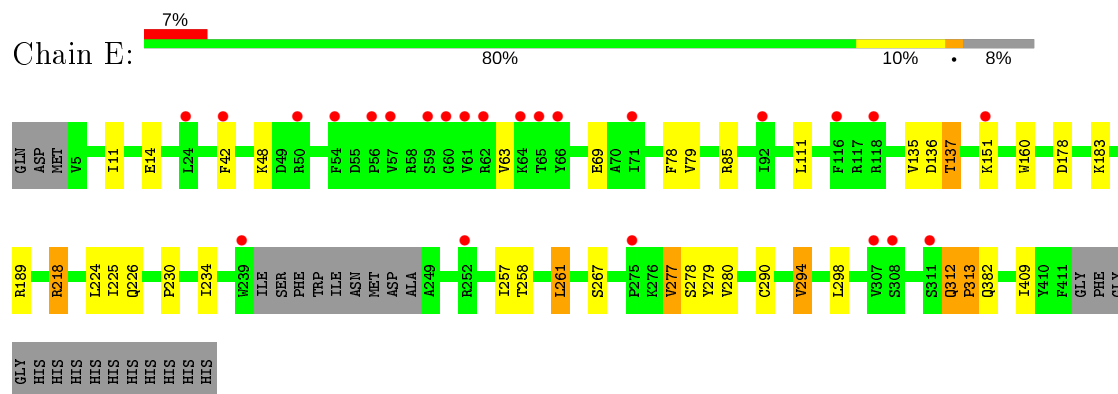 7%
Chain E:
80% 10% • 8%
GLN ASP MET V5 I11 E14 L24 F42 K48 D49 R50 F54 D55 P56 V57 R58 S59 G60 V61 R62 V63 K64 T65 Y66 E69 A70 I71 F78 V79 R85 I92 L111 F116 R117 R118 V135 D136 T137 K151 W160 D178 K183
R189 R218 L224 I225 Q226 P230 I234 W239 ILE SER PHE TRP ILE ASN MET ASP ALA A249 R252 I257 T258 L261 S267 P275 K276 V277 S278 Y279 V280 C290 V294 L298 V307 S308 S311 Q312 P313 Q382 I409 Y410 F411 GLY PHE GLY
GLY HIS HIS HIS HIS HIS HIS HIS HIS HIS HIS